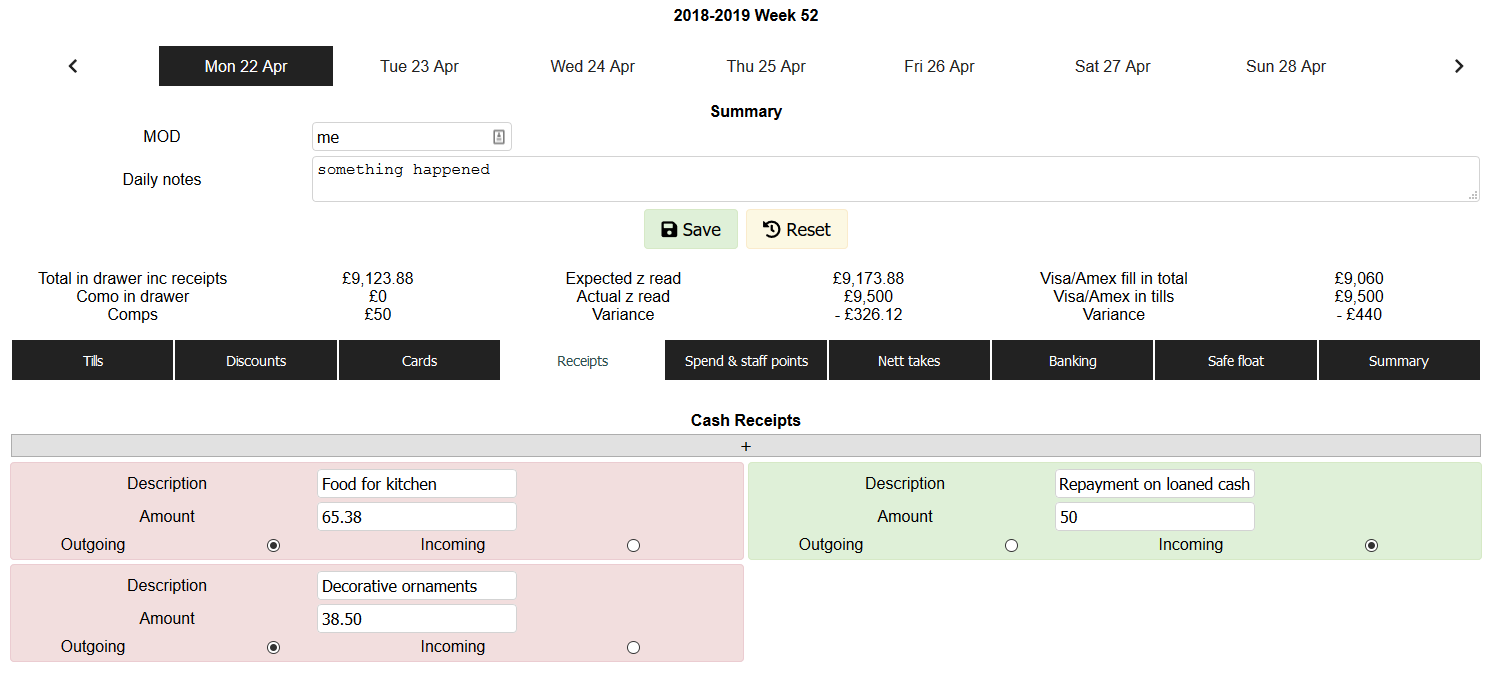 2018-2019 Week 52
Mon 22 Apr Tue 23 Apr Wed 24 Apr Thu 25 Apr Fri 26 Apr Sat 27 Apr Sun 28 Apr
Summary
MOD me
Daily notes something happened
Save Reset
Total in drawer inc receipts £9,123.88 Expected z read £9,173.88 Visa/Amex fill in total £9,060
Como in drawer £0 Actual z read £9,500 Visa/Amex in tills £9,500
Comps £50 Variance - £326.12 Variance - £440
Tills Discounts Cards Receipts Spend & staff points Nett takes Banking Safe float Summary
Cash Receipts
+
Description Food for kitchen Description Repayment on loaned cash
Amount 65.38 Amount 50
Outgoing Incoming Outgoing Incoming
Description Decorative ornaments
Amount 38.50
Outgoing Incoming